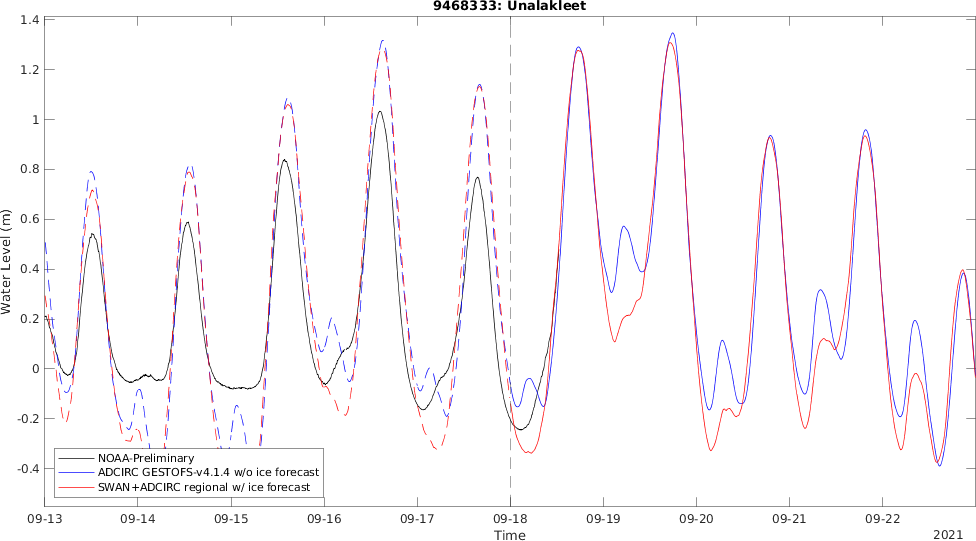 9468333: Unalakleet
1.4
1.2
1
0.8
0.6
0.4
0.2
0
-0.2
-0.4
Water Level (m)
NOAA-Preliminary
ADCIRC GESTOFS-v4.1.4 w/o ice forecast
SWAN+ADCIRC regional w/ ice forecast
09-13 09-14 09-15 09-16 09-17 09-18 09-19 09-20 09-21 09-22
Time
2021